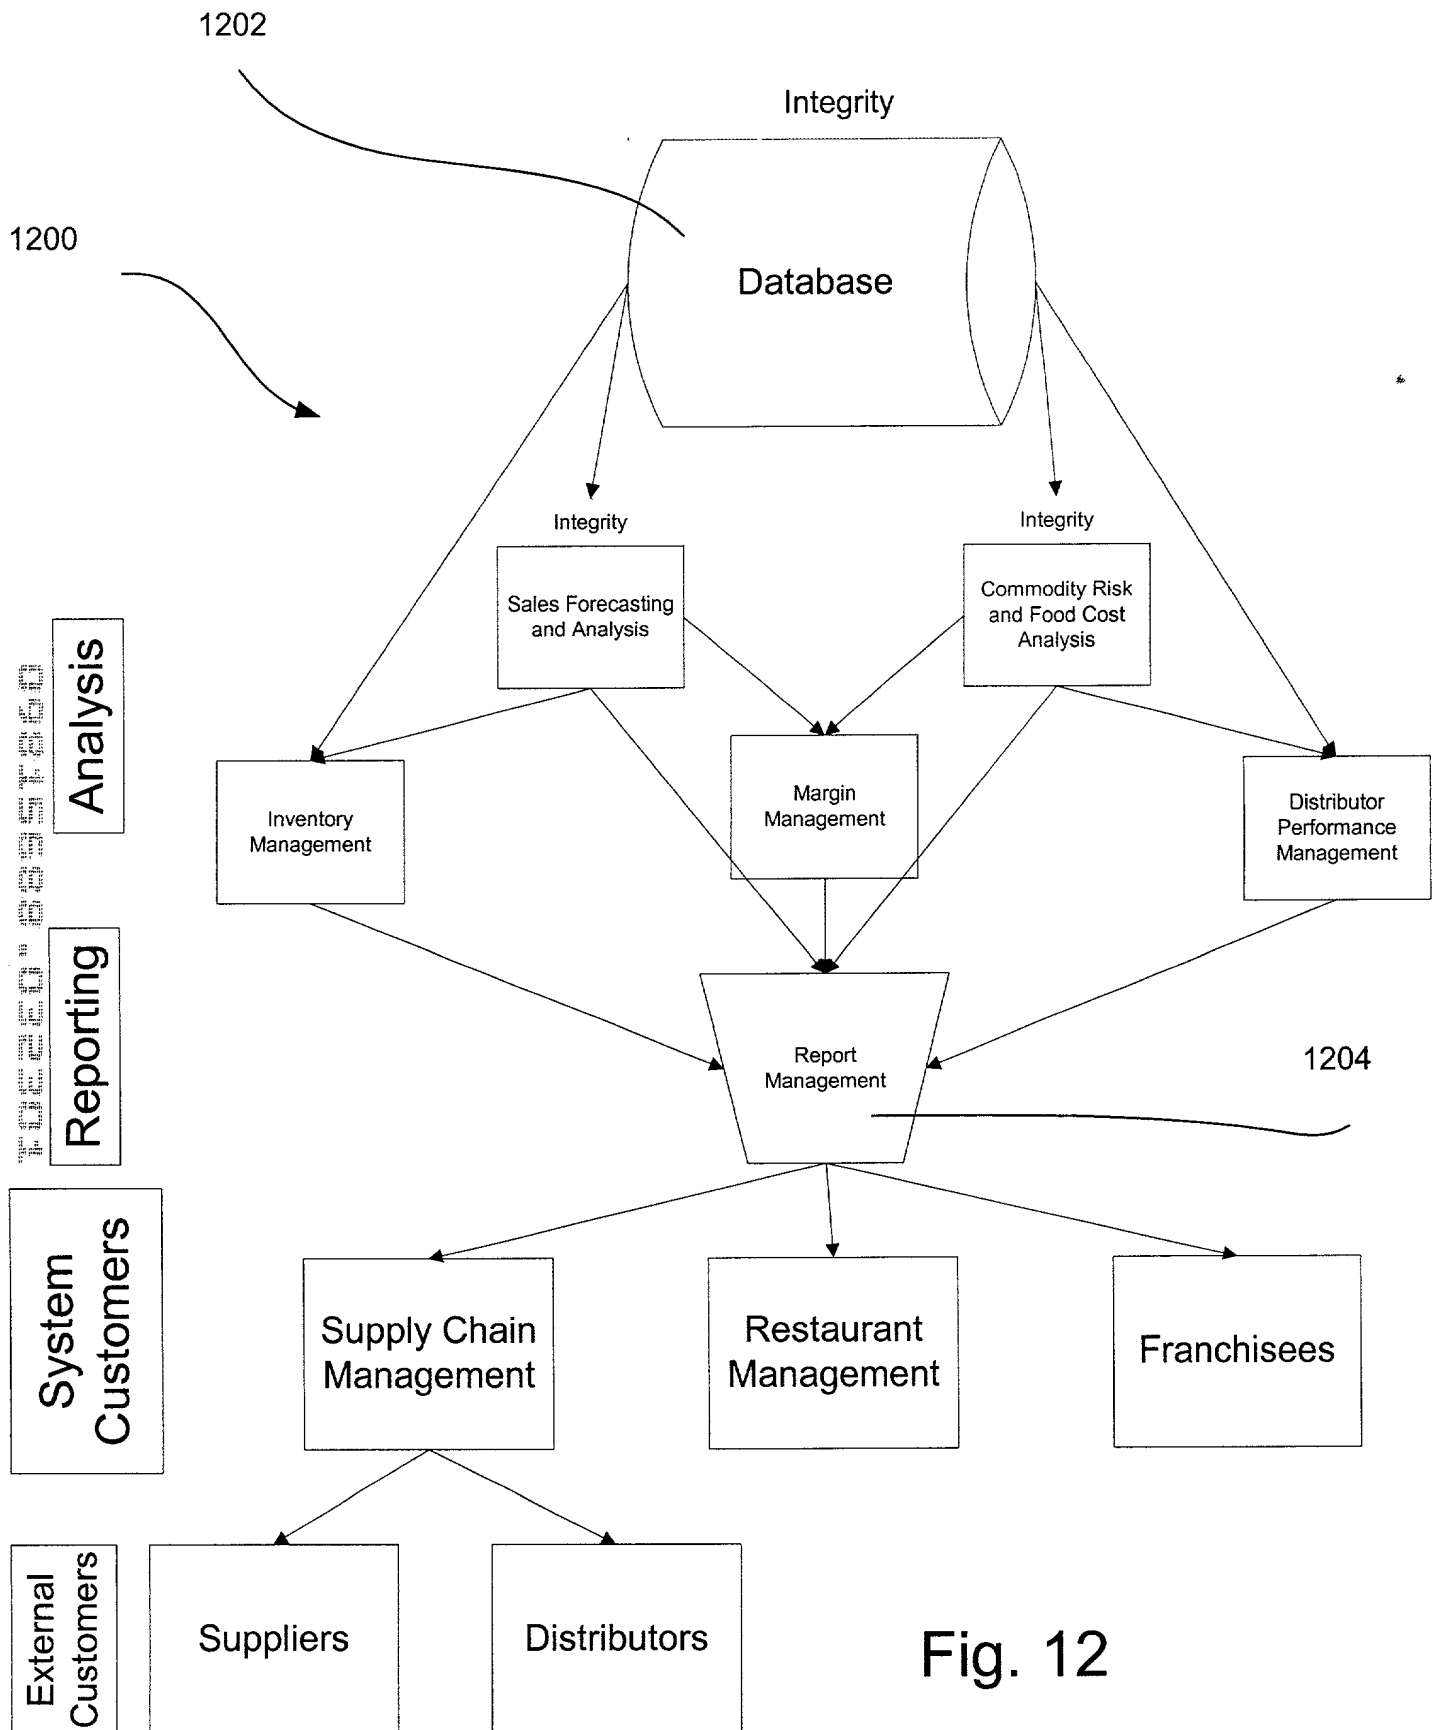 1202
Integrity
1200
Database
Integrity
Integrity
Sales Forecasting
and Analysis
Commodity Risk
and Food Cost
Analysis
Analysis
Inventory
Management
Margin
Management
Distributor
Performance
Management
Reporting
Report
Management
1204
System
Customers
Supply Chain
Management
Restaurant
Management
Franchisees
External
Customers
Suppliers
Distributors
Fig. 12